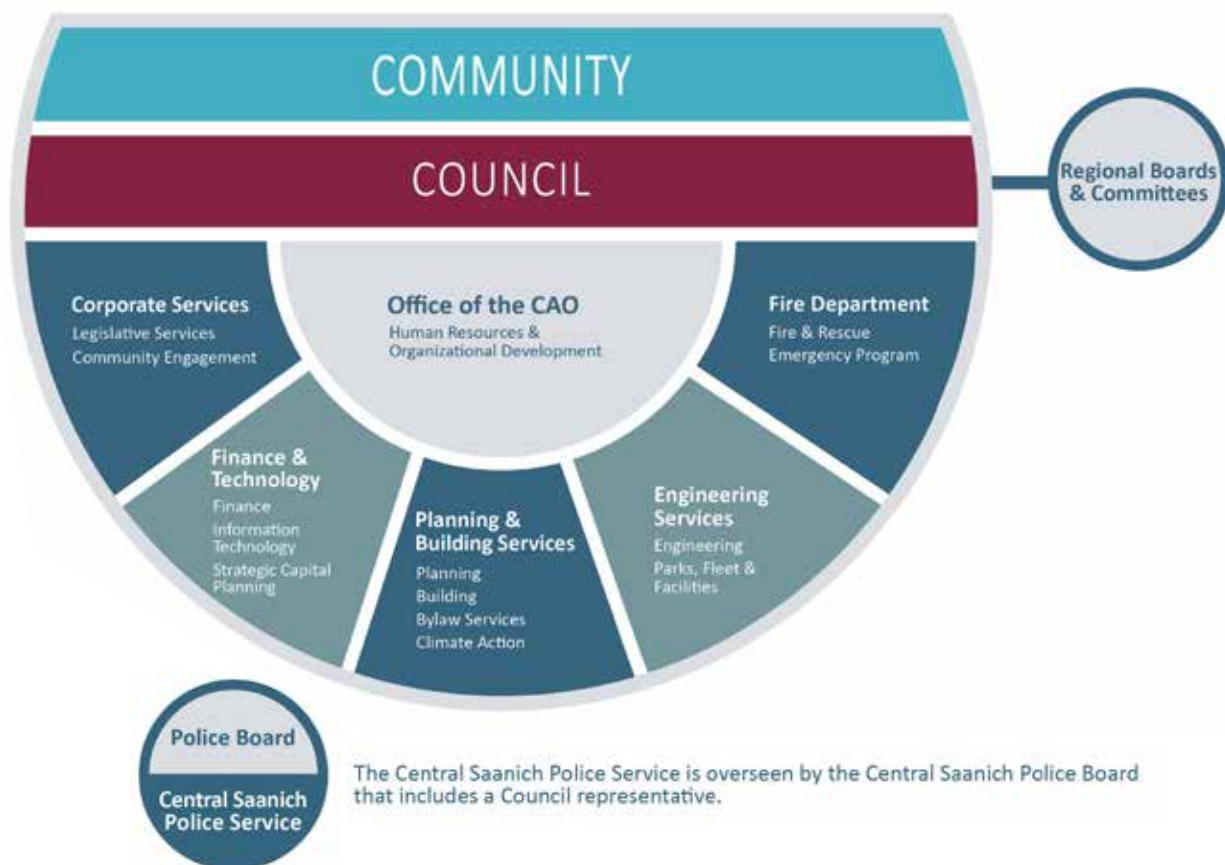 COMMUNITY
COUNCIL
Regional Boards
& Committees
Corporate Services
Legislative Services
Community Engagement
Office of the CAO
Human Resources &
Organizational Development
Fire Department
Fire & Rescue
Emergency Program
Finance &
Technology
Finance
Information
Technology
Strategic Capital
Planning
Planning &
Building Services
Planning
Building
Bylaw Services
Climate Action
Engineering
Services
Engineering
Parks, Fleet &
Facilities
Police Board
Central Saanich
Police Service
The Central Saanich Police Service is overseen by the Central Saanich Police Board
that includes a Council representative.